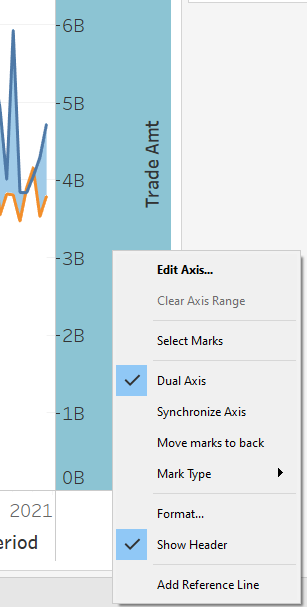 6B
5B
4B
3B
2B
1B
0B
Trade Amt
2021
eriod
Edit Axis...
Clear Axis Range
Select Marks
Dual Axis
Synchronize Axis
Move marks to back
Mark Type
Format...
Show Header
Add Reference Line